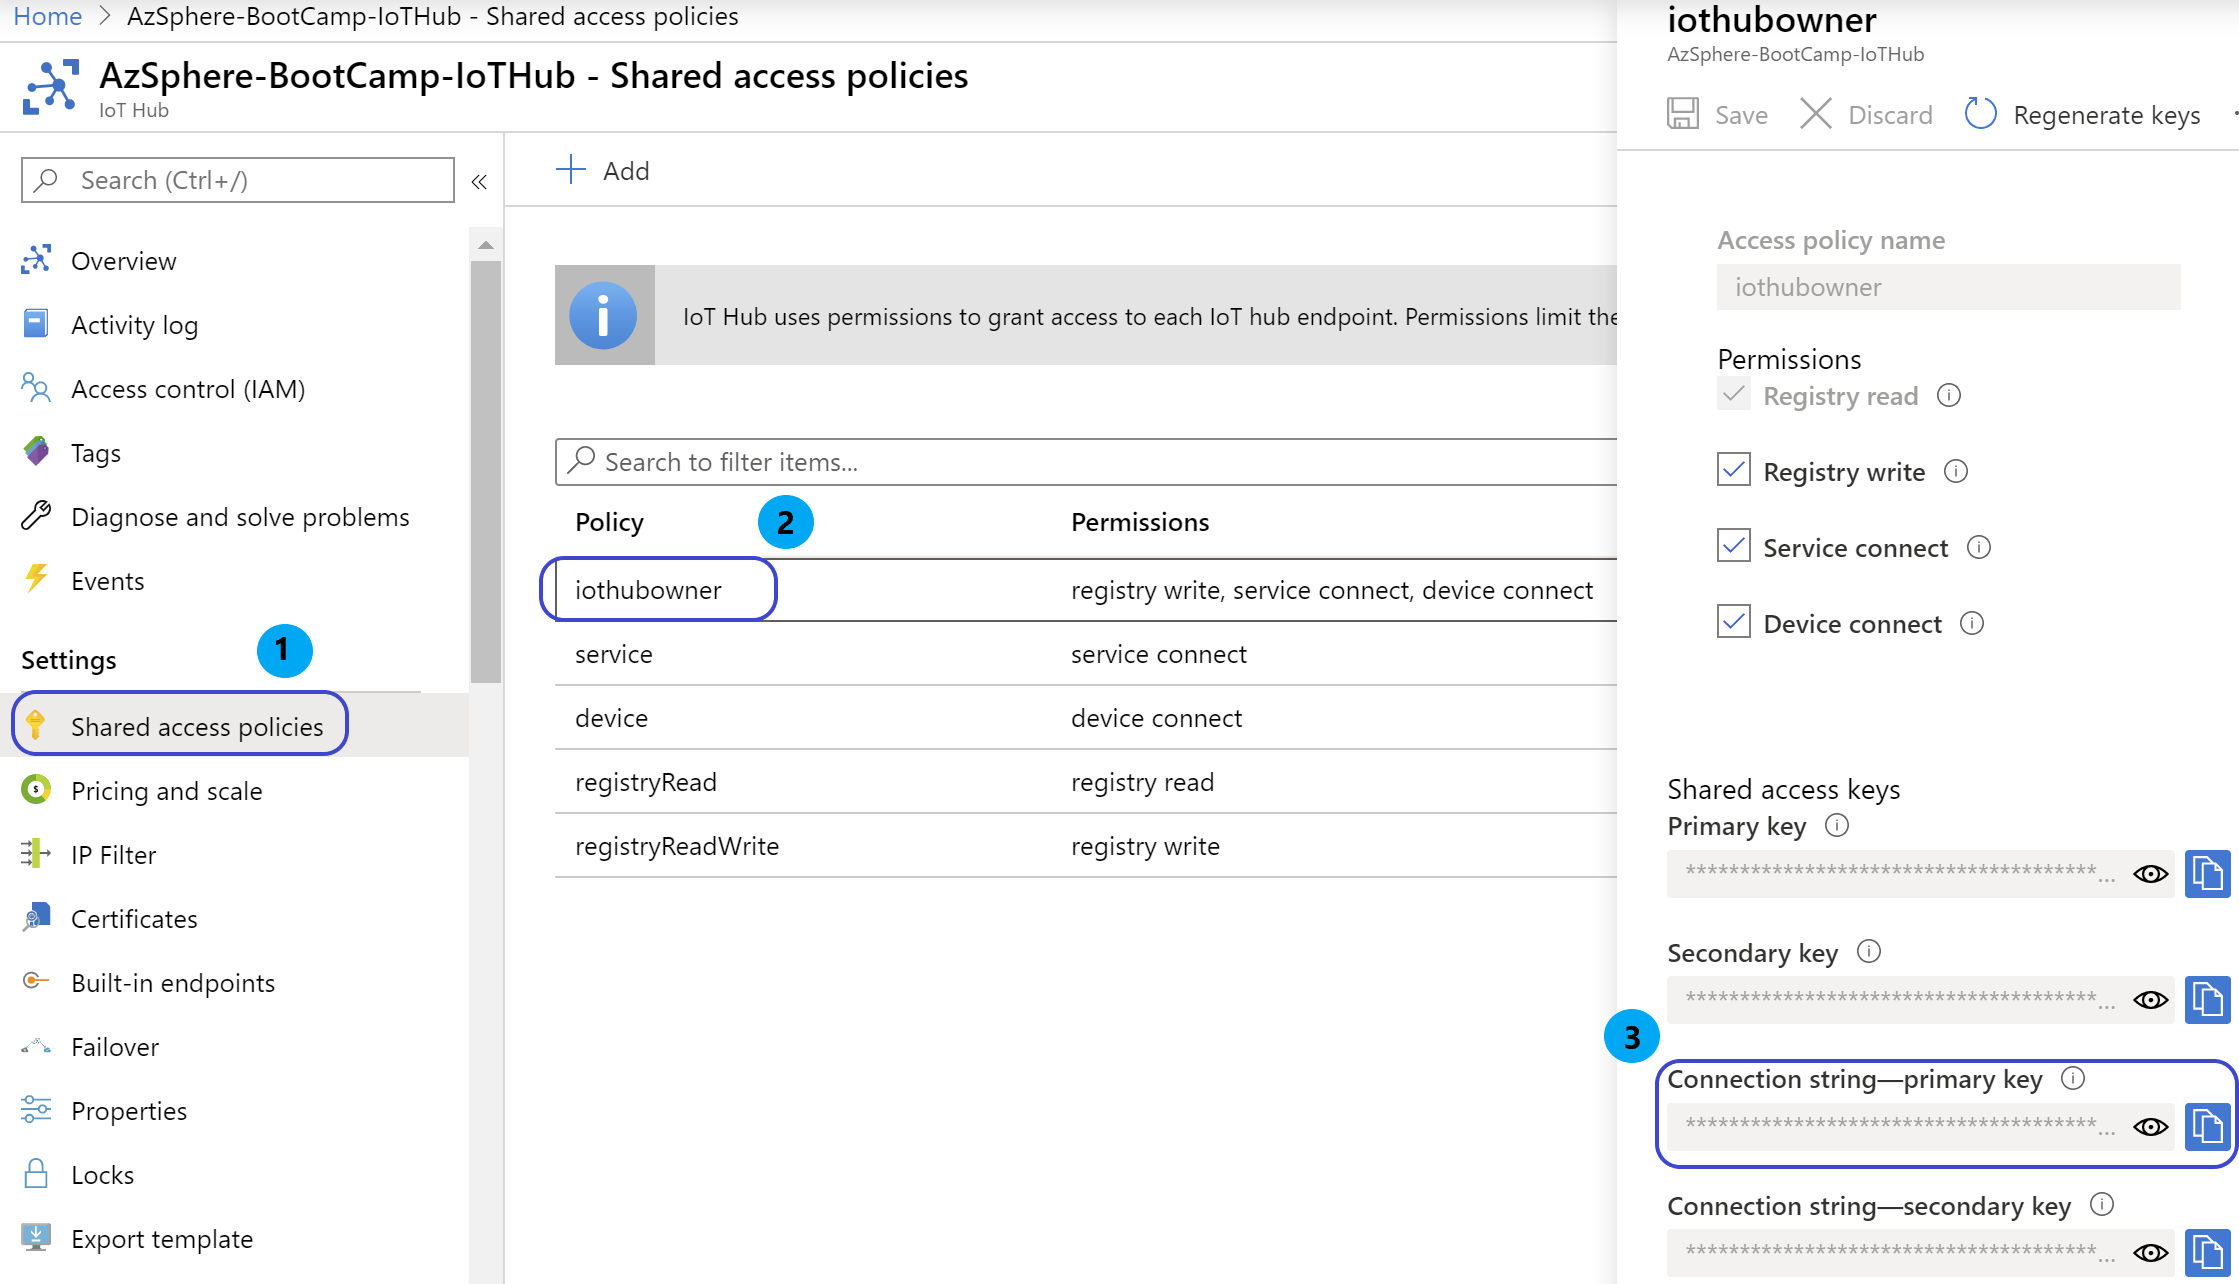 Home > AzSphere-BootCamp-IoTHub - Shared access policies
AzSphere-BootCamp-IoTHub - Shared access policies
IoT Hub
Search (Ctrl+/)
«
Overview
Activity log
Access control (IAM)
Tags
Diagnose and solve problems
Events
Settings
1
Shared access policies
Pricing and scale
IP Filter
Certificates
Built-in endpoints
Failover
Properties
Locks
Export template
Add
IoT Hub uses permissions to grant access to each IoT hub endpoint. Permissions limit the
Search to filter items...
Policy 2 Permissions
iothubowner registry write, service connect, device connect
service service connect
device device connect
registryRead registry read
registryReadWrite registry write
iothubowner
AzSphere-BootCamp-IoTHub
Save Discard Regenerate keys
Access policy name
iothubowner
Permissions
Registry read
Registry write
Service connect
Device connect
Shared access keys
Primary key
**************************************...
Secondary key
**************************************...
3
Connection string—primary key
**************************************...
Connection string—secondary key
**************************************...